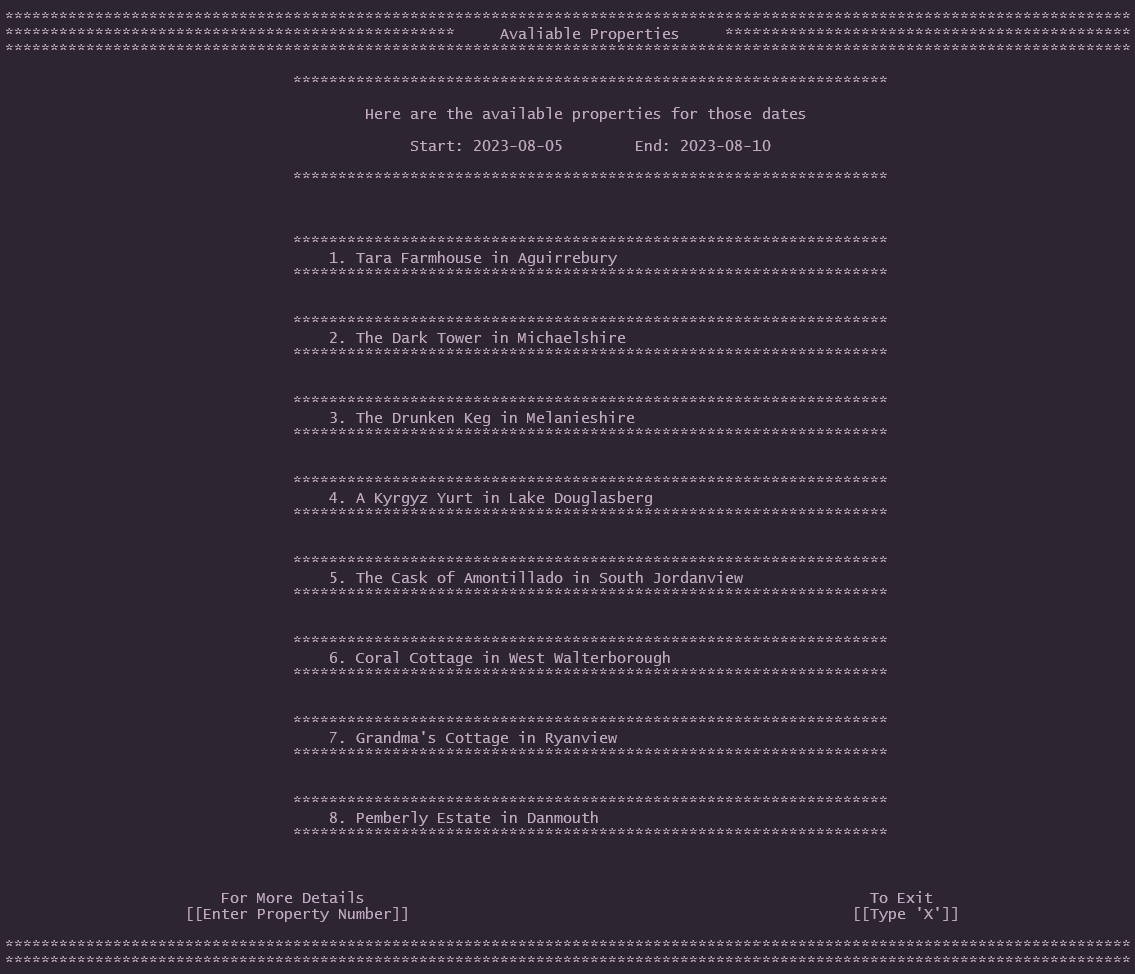 *****************************************************************************************************************************
**************************************************     Avaliable Properties     *********************************************
*****************************************************************************************************************************
******************************************************************
Here are the available properties for those dates
Start: 2023-08-05        End: 2023-08-10
******************************************************************
******************************************************************
1. Tara Farmhouse in Aguirrebury
******************************************************************
******************************************************************
2. The Dark Tower in Michaelshire
******************************************************************
******************************************************************
3. The Drunken Keg in Melanieshire
******************************************************************
******************************************************************
4. A Kyrgyz Yurt in Lake Douglasberg
******************************************************************
******************************************************************
5. The Cask of Amontillado in South Jordanview
******************************************************************
******************************************************************
6. Coral Cottage in West Walterborough
******************************************************************
******************************************************************
7. Grandma's Cottage in Ryanview
******************************************************************
******************************************************************
8. Pemberly Estate in Danmouth
******************************************************************
For More Details        To Exit
[[Enter Property Number]]        [[Type 'X']]
*****************************************************************************************************************************
*****************************************************************************************************************************